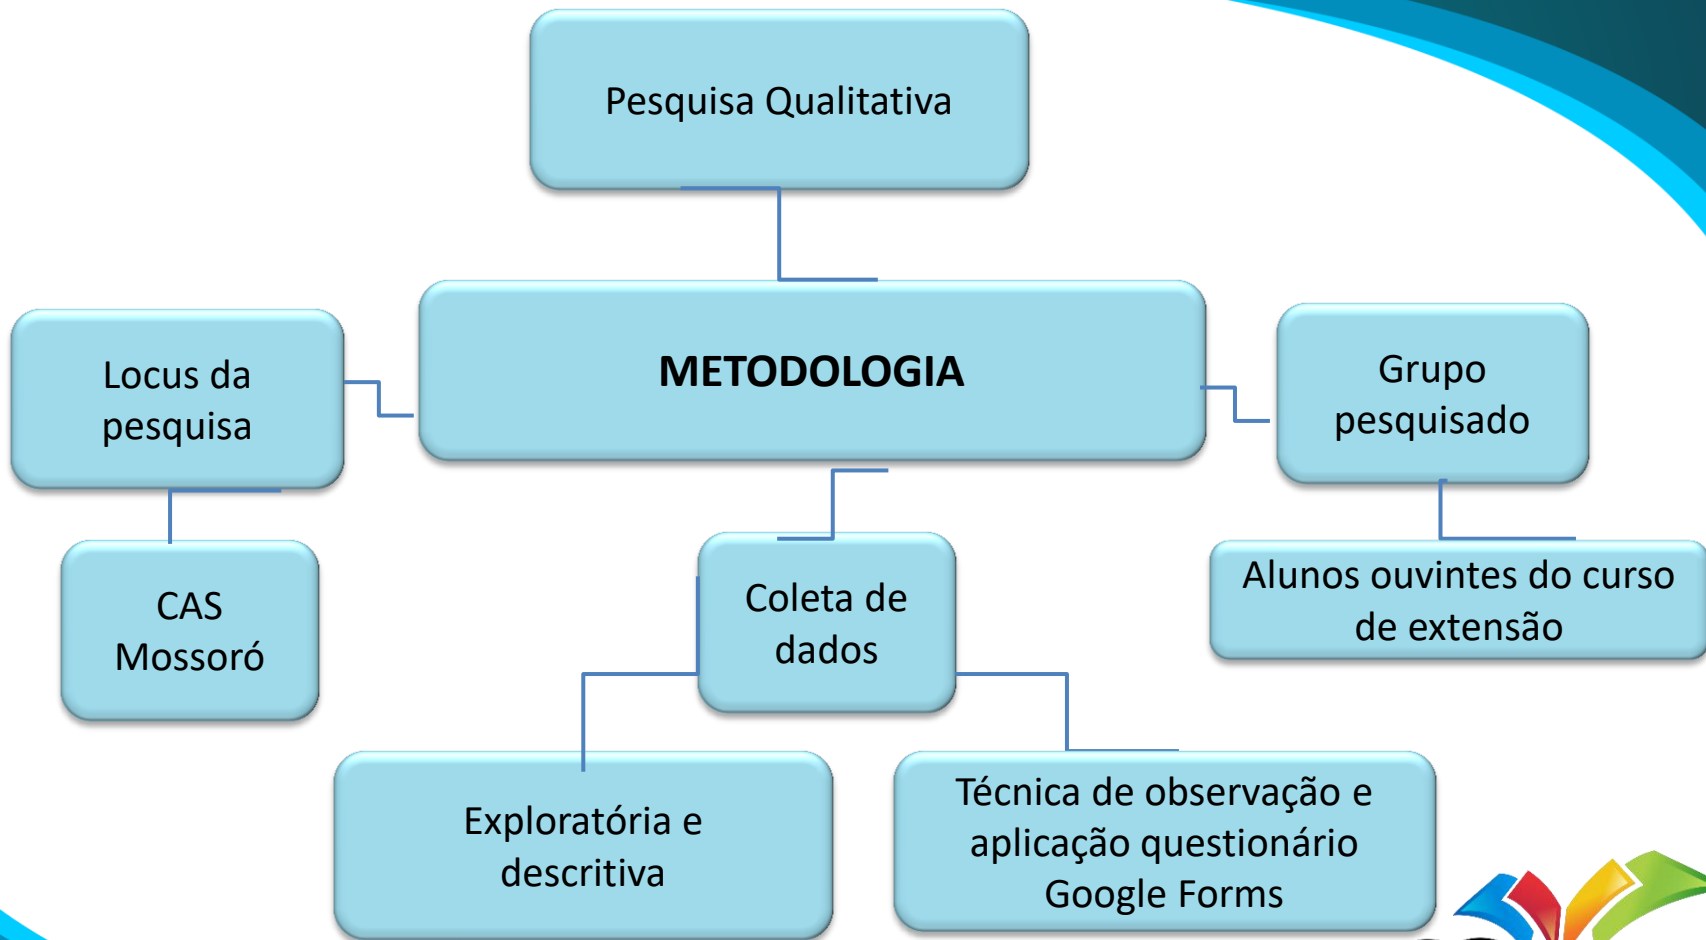 Pesquisa Qualitativa
METODOLOGIA
Locus da
pesquisa
Grupo
pesquisado
CAS
Mossoró
Coleta de
dados
Alunos ouvintes do curso
de extensão
Exploratória e
descritiva
Técnica de observação e
aplicação questionário
Google Forms